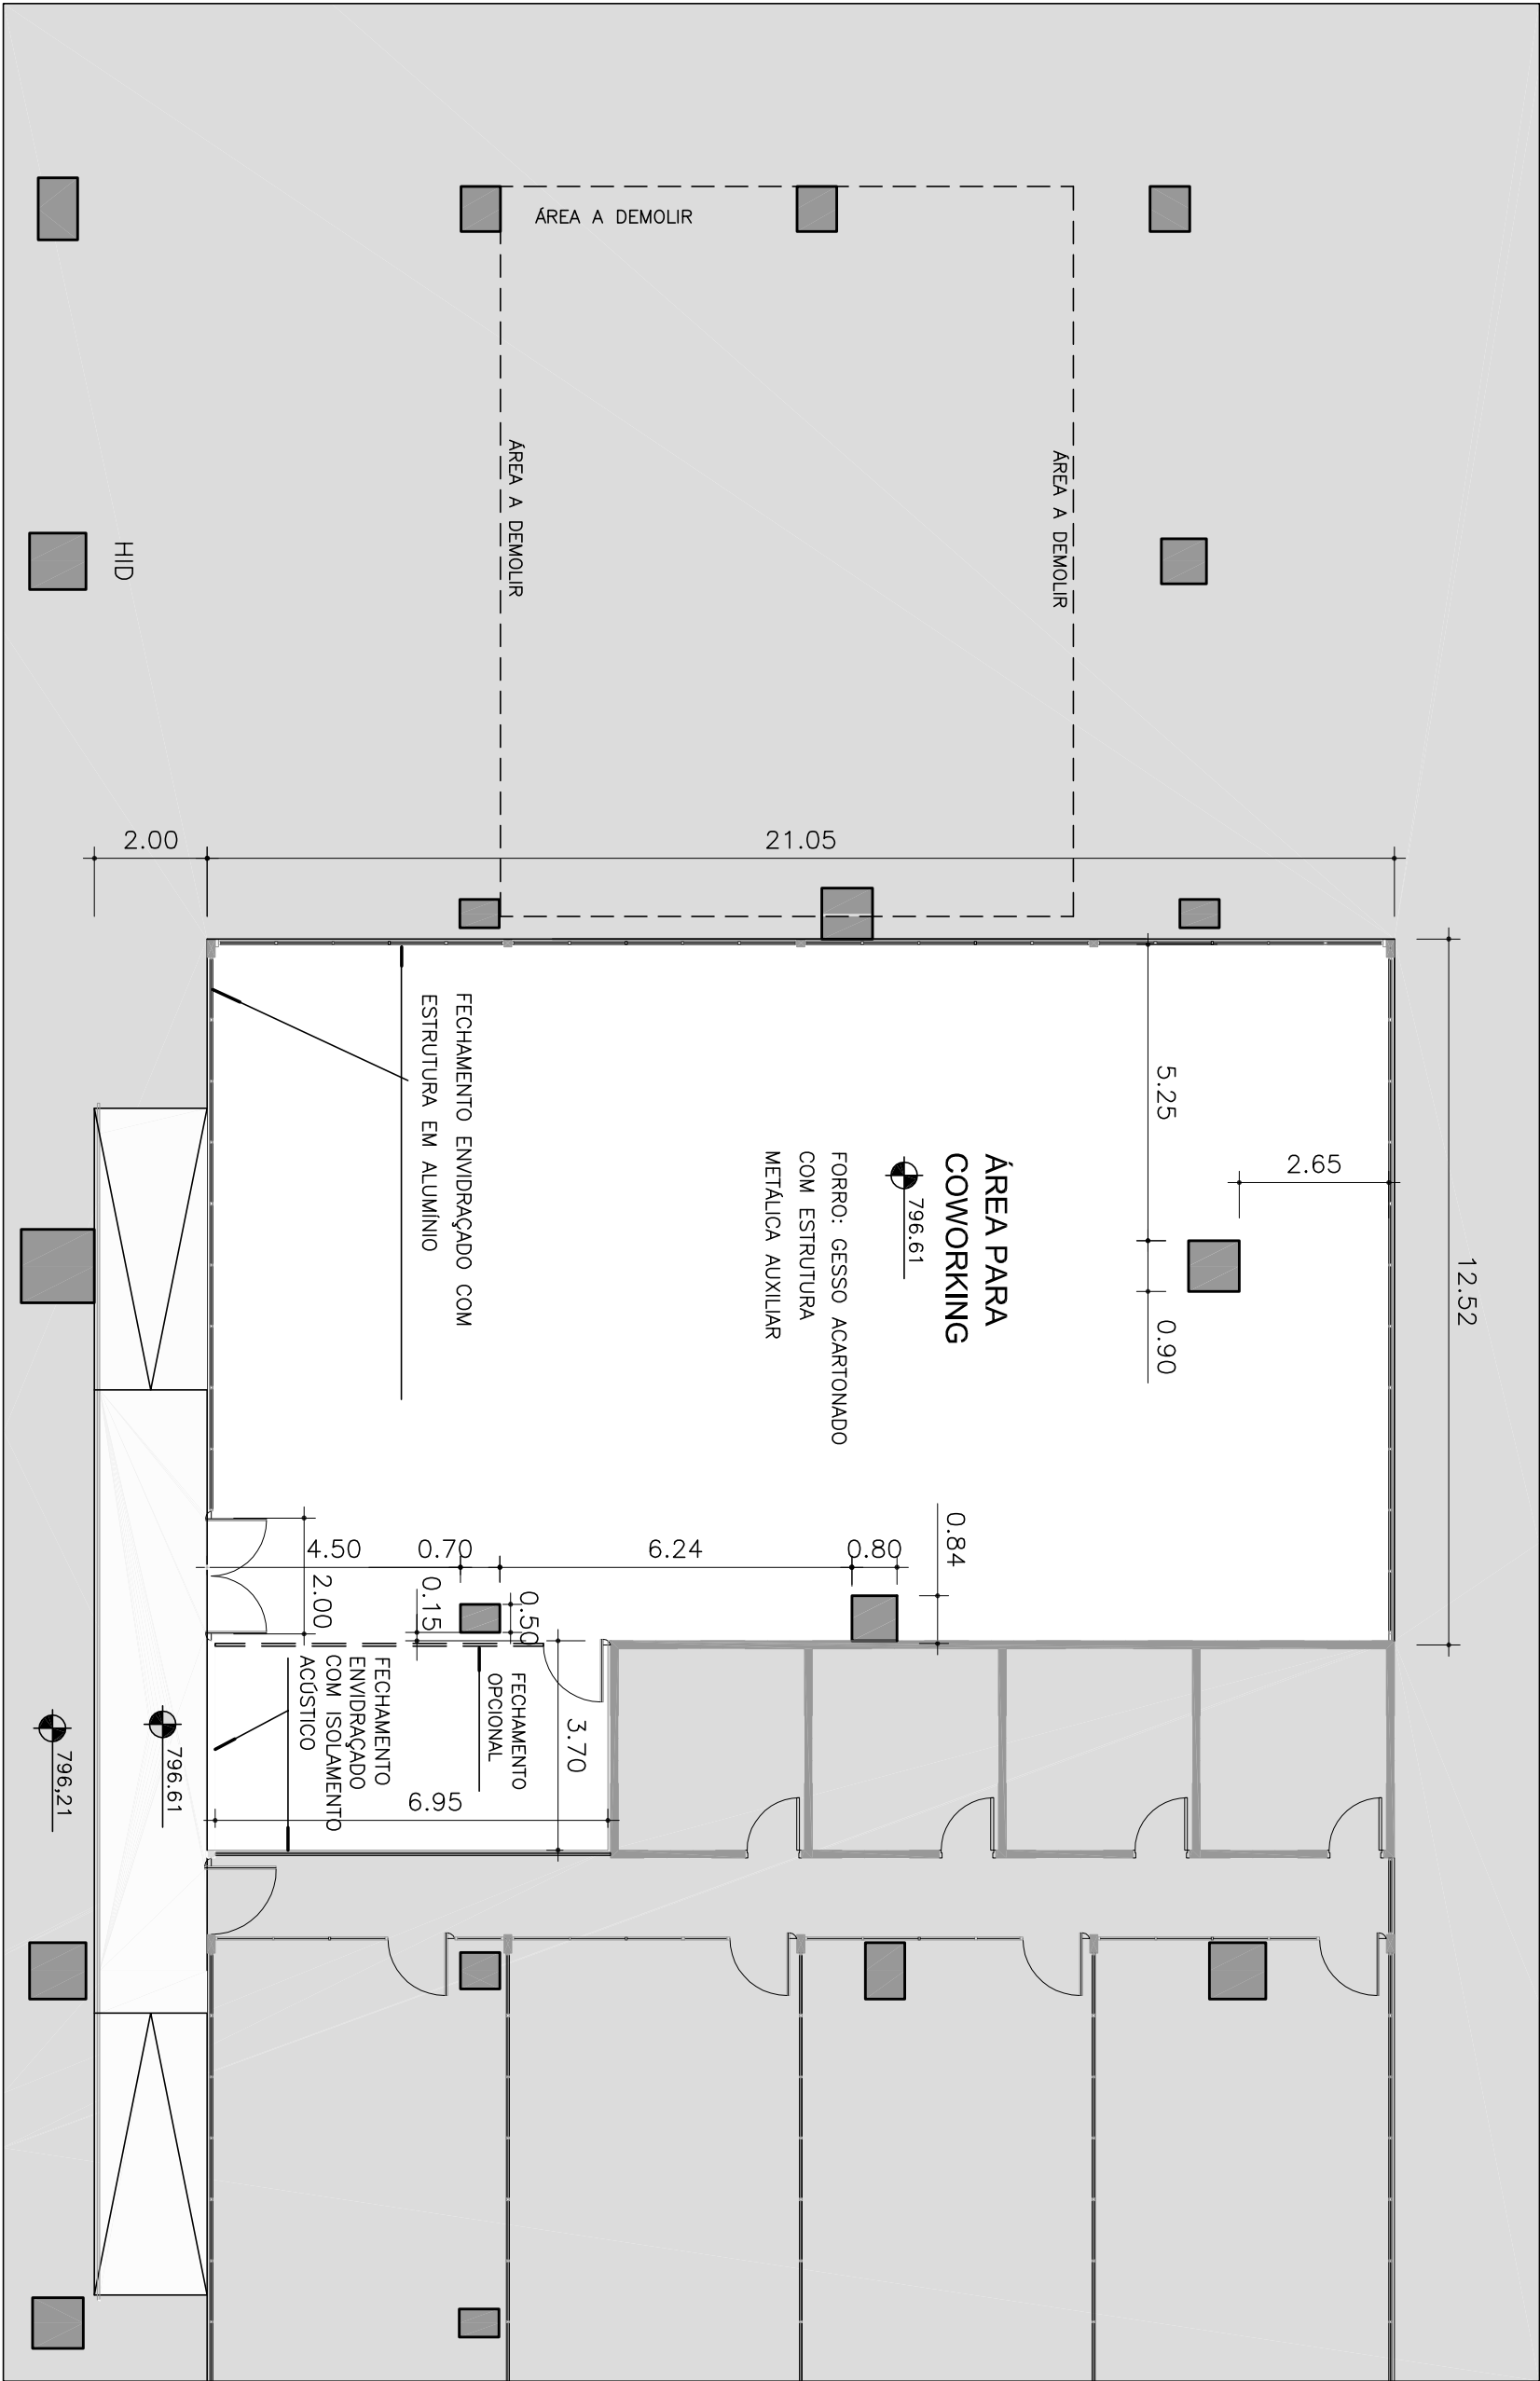 ÁREA A DEMOLIR
ÁREA A DEMOLIR
ÁREA A DEMOLIR
HID
2.00
21.05
12.52
5.25
2.65
0.90
ÁREA PARA
COWORKING
796.61
FORRO: GESSO ACARTONADO
COM ESTRUTURA
METÁLICA AUXILIAR
FECHAMENTO ENVIDRAÇADO COM
ESTRUTURA EM ALUMÍNIO
4.50
0.70
6.24
0.80
0.84
2.00
0.15
0.50
FECHAMENTO
OPCIONAL
FECHAMENTO
ENVIDRAÇADO
COM ISOLAMENTO
ACÚSTICO
3.70
6.95
796.61
796,21